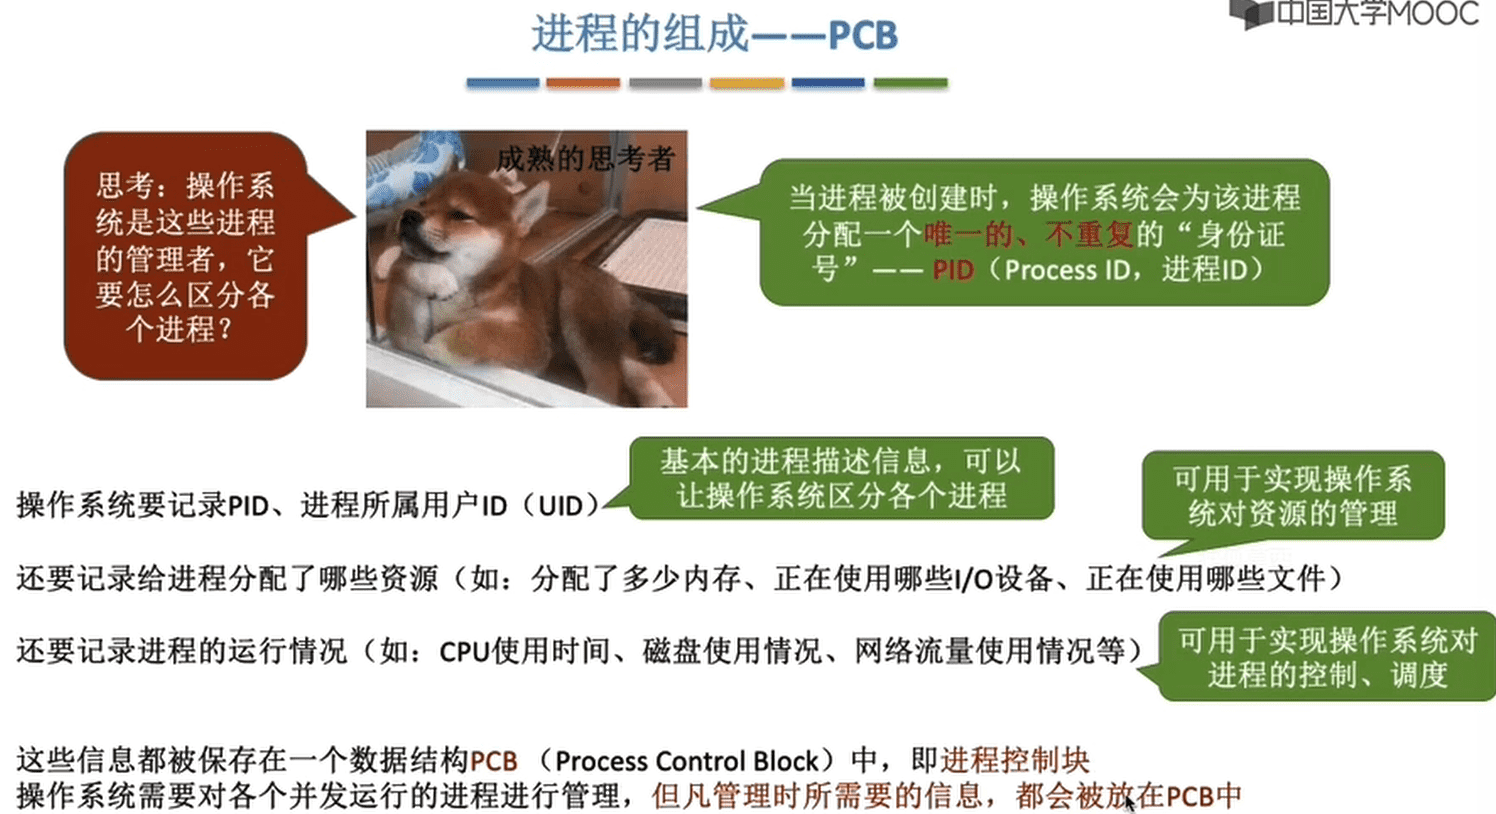 中国大学MOOC
进程的组成——PCB
思考：操作系
统是这些进程
的管理者，它
要怎么区分各
个进程？
成熟的思考者
当进程被创建时，操作系统会为该进程
分配一个唯一的、不重复的“身份证
号”—— PID（Process ID，进程ID）
基本的进程描述信息，可以
让操作系统区分各个进程
操作系统要记录PID、进程所属用户ID（UID）
可用于实现操作系
统对资源的管理
还要记录给进程分配了哪些资源（如：分配了多少内存、正在使用哪些I/O设备、正在使用哪些文件）
还要记录进程的运行情况（如：CPU使用时间、磁盘使用情况、网络流量使用情况等）
可用于实现操作系统对
进程的控制、调度
这些信息都被保存在一个数据结构PCB （Process Control Block）中，即进程控制块
操作系统需要对各个并发运行的进程进行管理，但凡管理时所需要的信息，都会被放在PCB中